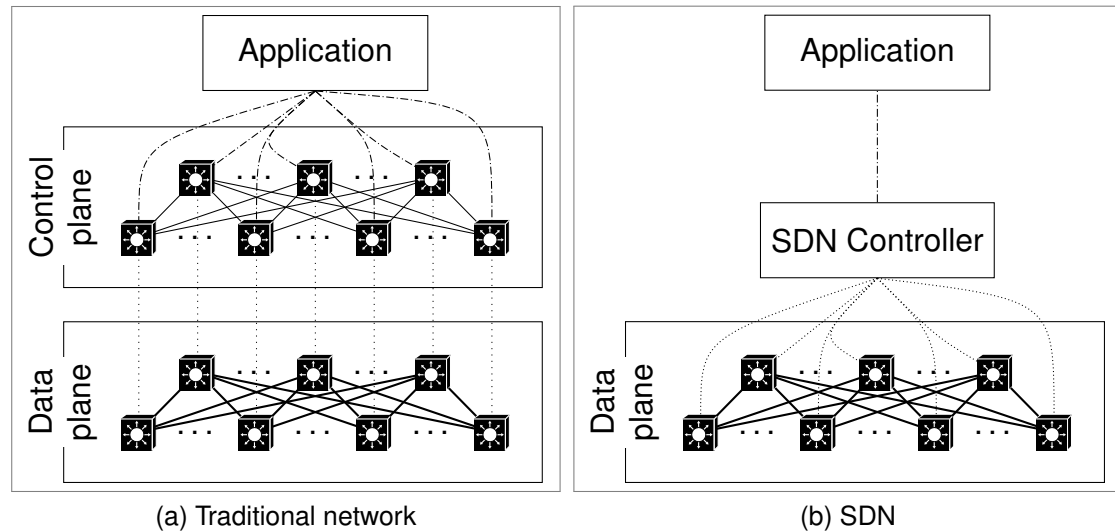 Application
Control
plane
. . .
. . .
. . .
. . .
. . .
Data
plane
. . .
. . .
. . .
. . .
. . .
(a) Traditional network
Application
SDN Controller
Data
plane
. . .
. . .
. . .
. . .
. . .
(b) SDN